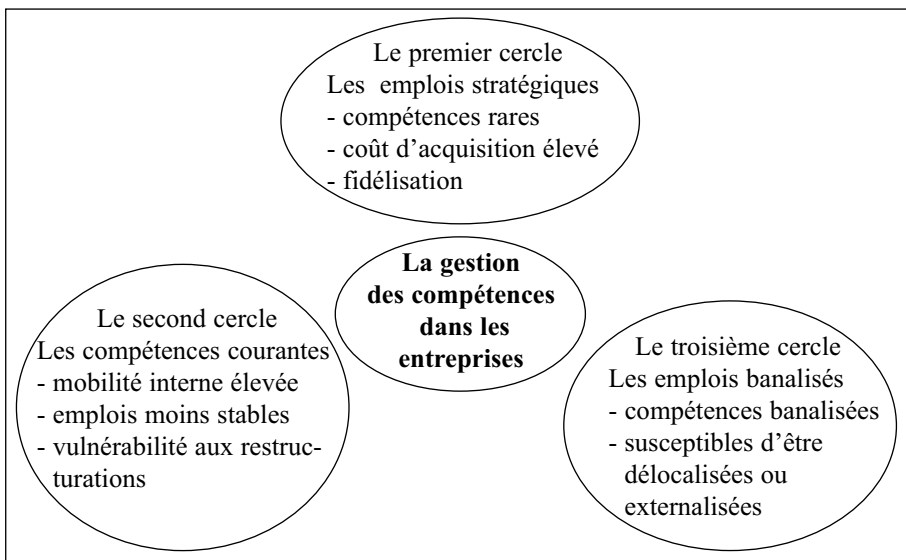 Le premier cercle
Les emplois stratégiques
- compétences rares
- coût d’acquisition élevé
- fidélisation
La gestion
des compétences
dans les
entreprises
Le second cercle
Les compétences courantes
- mobilité interne élevée
- emplois moins stables
- vulnérabilité aux restruc-
turations
Le troisième cercle
Les emplois banalisés
- compétences banalisées
- susceptibles d’être
délocalisées ou
externalisées